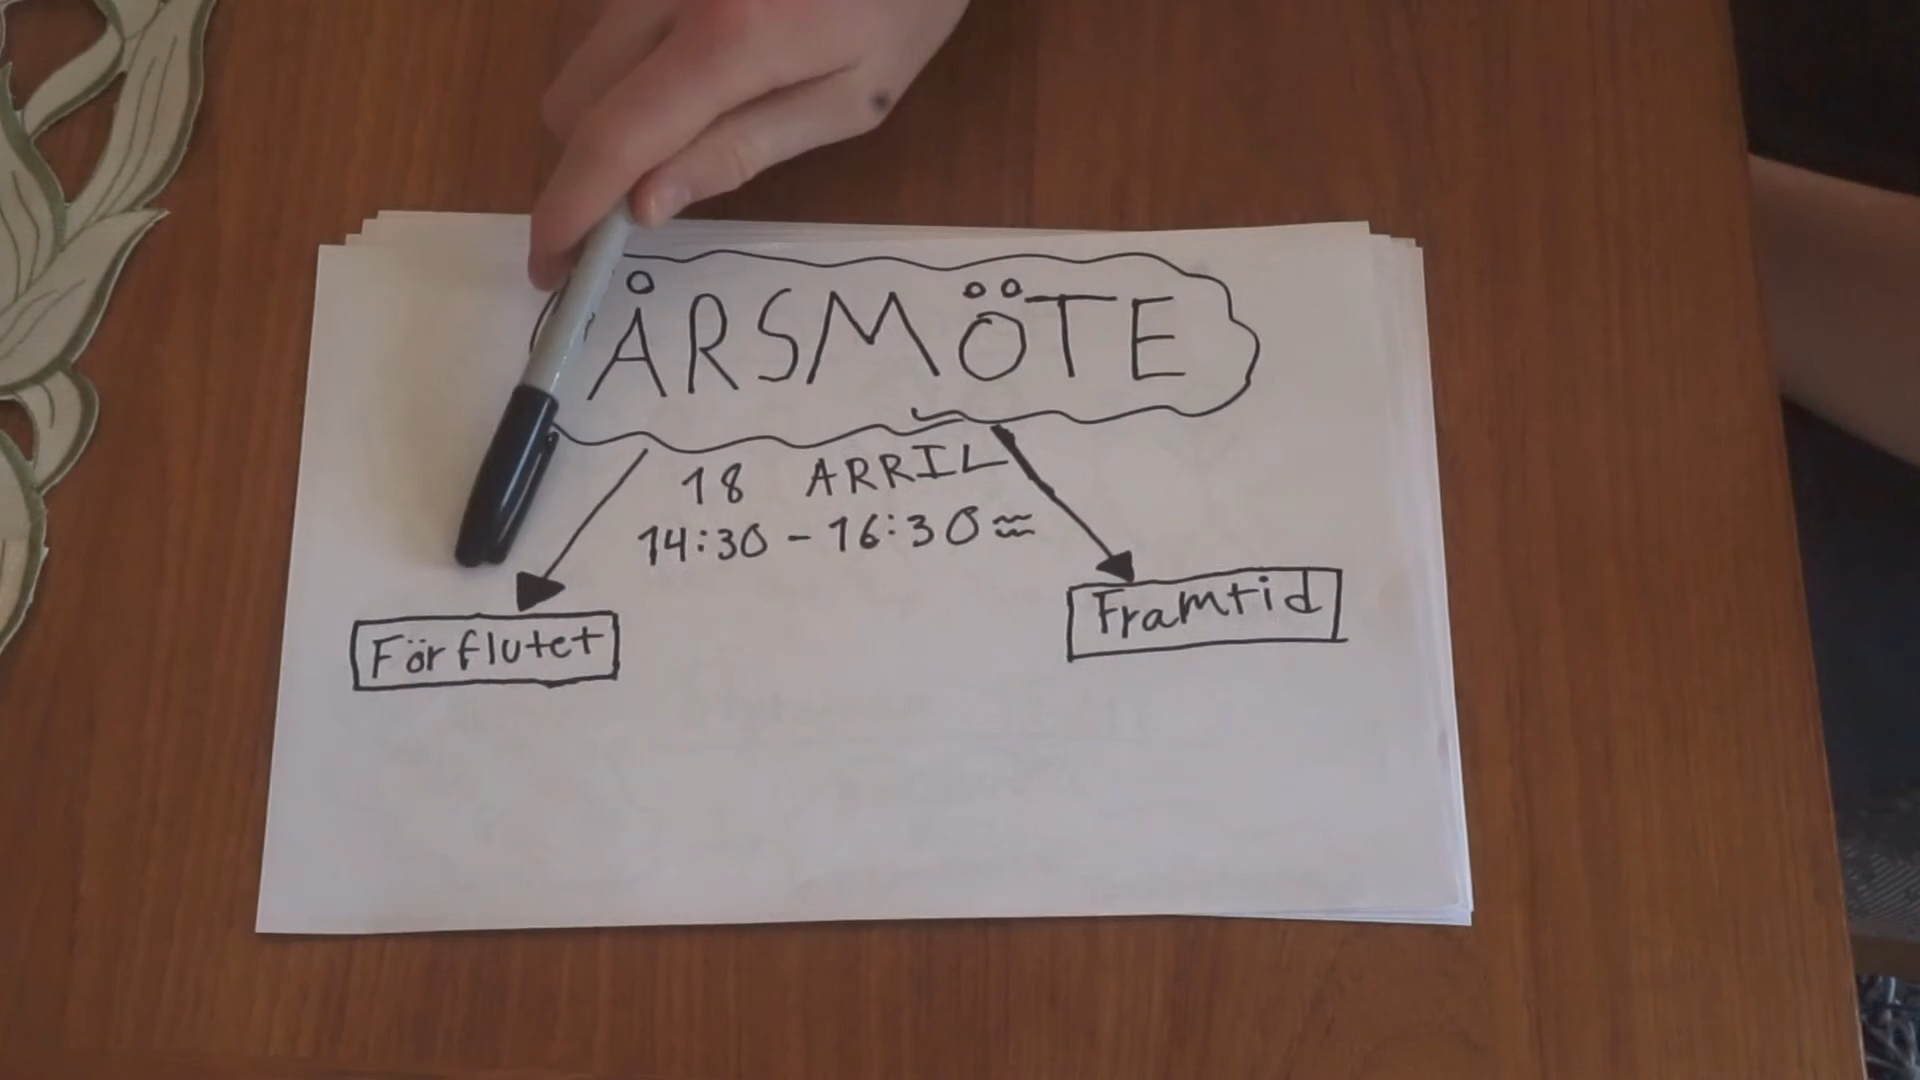 ÅRSMÖTE
18 ARRIL
14:30 - 16:30 ≈
Förflutet
Framtid